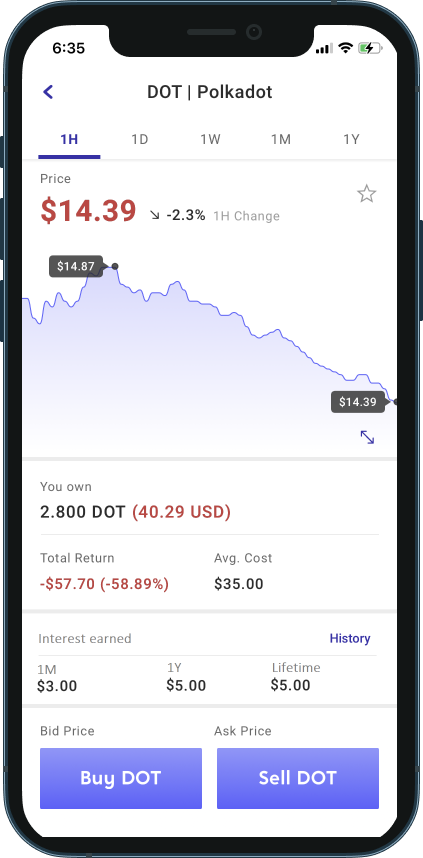 6:35
DOT | Polkadot
1H 1D 1W 1M 1Y
Price
$14.39 -2.3% 1H Change
$14.87
$14.39
You own
2.800 DOT (40.29 USD)
Total Return Avg. Cost
-$57.70 (-58.89%) $35.00
Interest earned History
1M 1Y Lifetime
$3.00 $5.00 $5.00
Bid Price Ask Price
Buy DOT Sell DOT